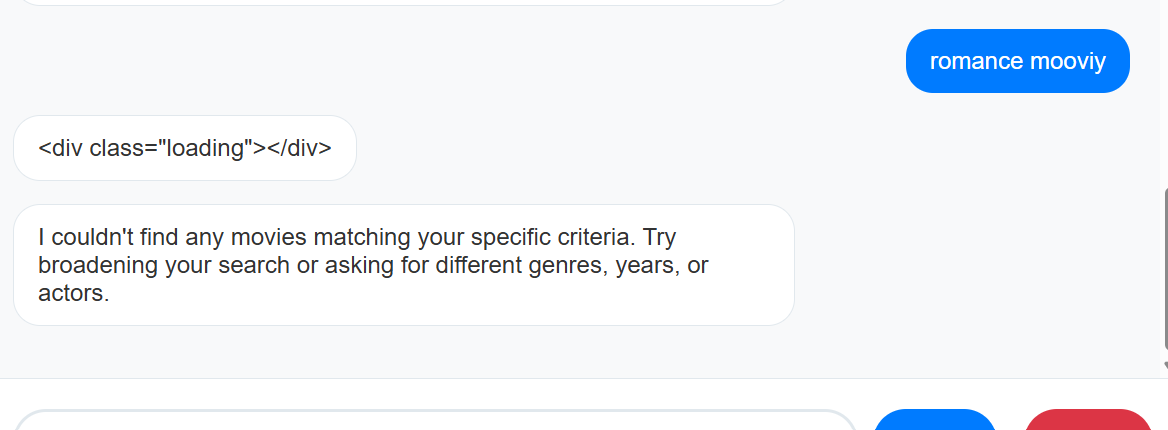 romance mooviy
<div class="loading"></div>
I couldn't find any movies matching your specific criteria. Try
broadening your search or asking for different genres, years, or
actors.